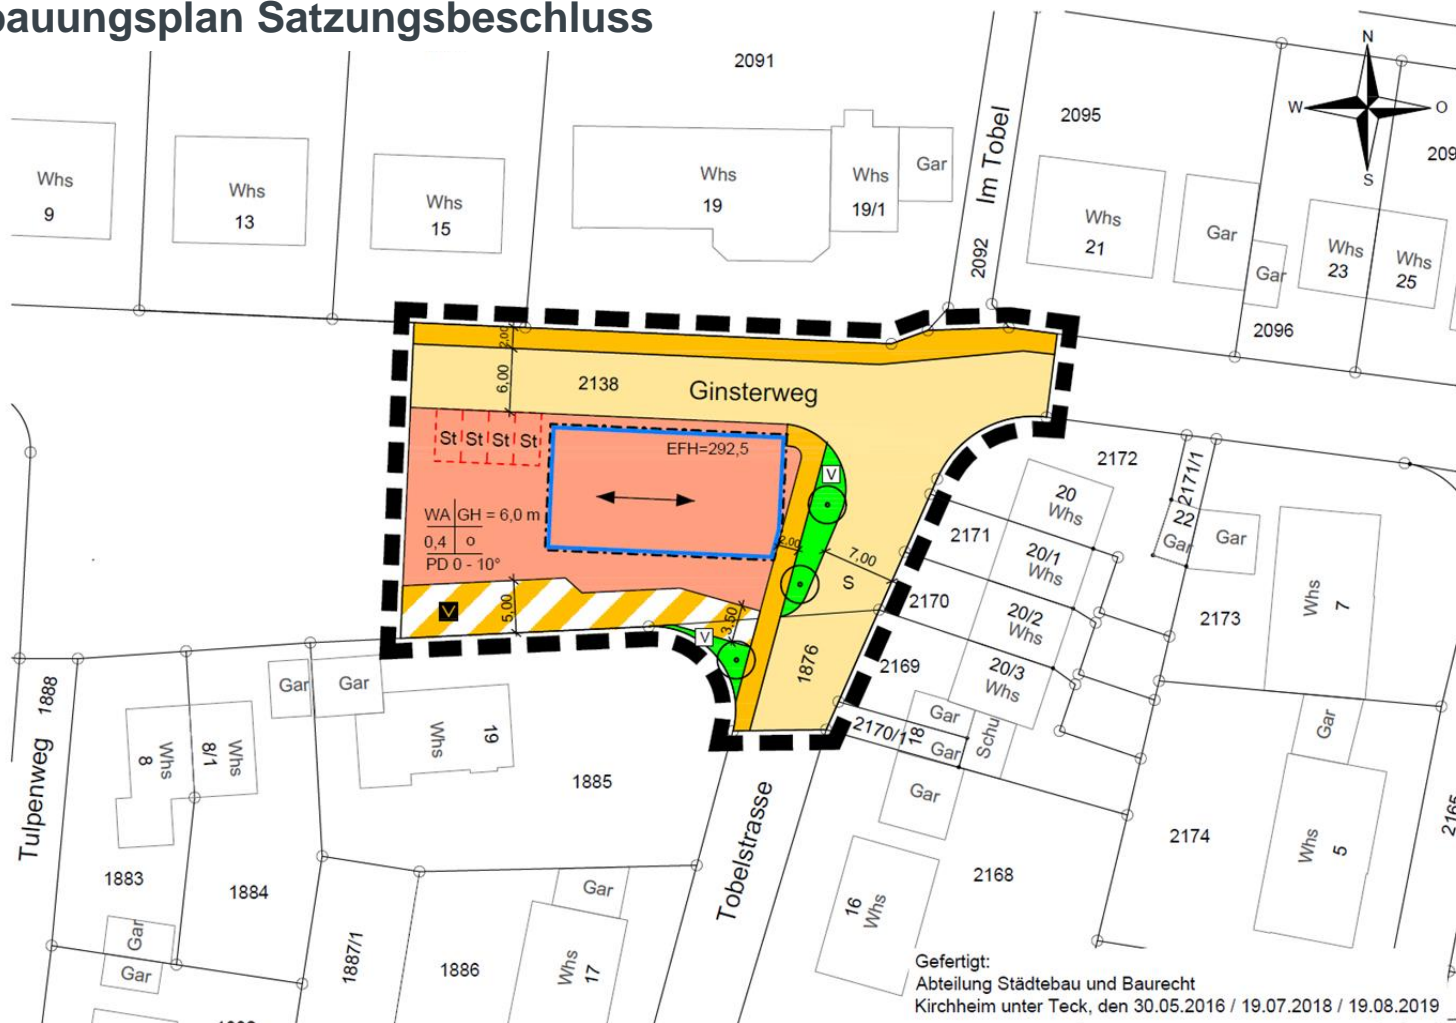 bauungsplan Satzungsbeschluss
2091
N
W
O
S
2095
209
Im Tobel
2092
Whs
9
Whs
13
Whs
15
Whs
19
Whs
19/1
Gar
Whs
21
Gar
Gar
Whs
23
Whs
25
2096
2,00
6,00
2138
Ginsterweg
St St St St
EFH=292,5
V
WA GH = 6,0 m
0,4 o
PD 0 - 10°
2,00
7,00
S
V
5,00
3,50
V
1876
2172
2171/1
20
Whs
22
Gar
Gar
2171
20/1
Whs
2170
20/2
Whs
2173
Whs
7
2169
20/3
Whs
Gar
2170/1
18
Gar
Schu
Gar
Gar
1888
Tulpenweg
Gar
Gar
Whs
8
Whs
8/1
Whs
19
1885
Tobelstrasse
2174
Whs
5
2165
1883
1884
Gar
2168
16
Whs
Gar
Gar
1887/1
1886
Whs
17
Gefertigt:
Abteilung Städtebau und Baurecht
Kirchheim unter Teck, den 30.05.2016 / 19.07.2018 / 19.08.2019